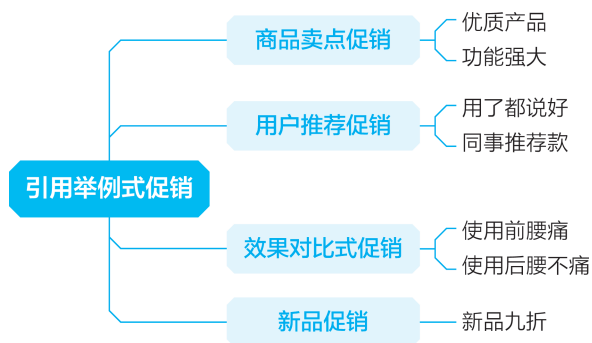 引用举例式促销
商品卖点促销
优质产品
功能强大
用户推荐促销
用了都说好
同事推荐款
效果对比式促销
使用前腰痛
使用后腰不痛
新品促销
新品九折